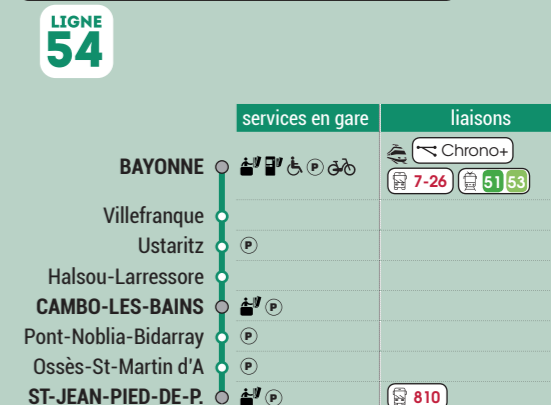 LIGNE
54
services en gare liaisons
BAYONNE P Chrono+
7-26 51 53
Villefranque
Ustaritz P
Halsou-Larressore
CAMBO-LES-BAINS P
Pont-Noblia-Bidarray P
Ossès-St-Martin d'A P
ST-JEAN-PIED-DE-P. P 810